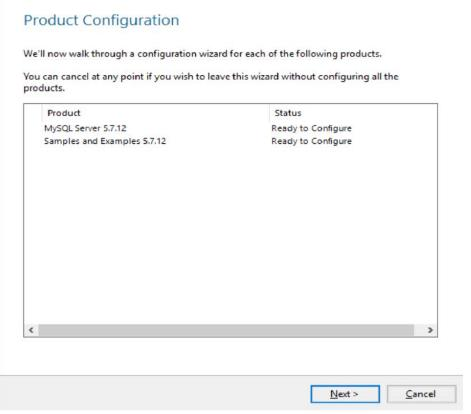 Product Configuration
We'll now walk through a configuration wizard for each of the following products.
You can cancel at any point if you wish to leave this wizard without configuring all the
products.
Product Status
MySQL Server 5.7.12 Ready to Configure
Samples and Examples 5.7.12 Ready to Configure
Next > Cancel